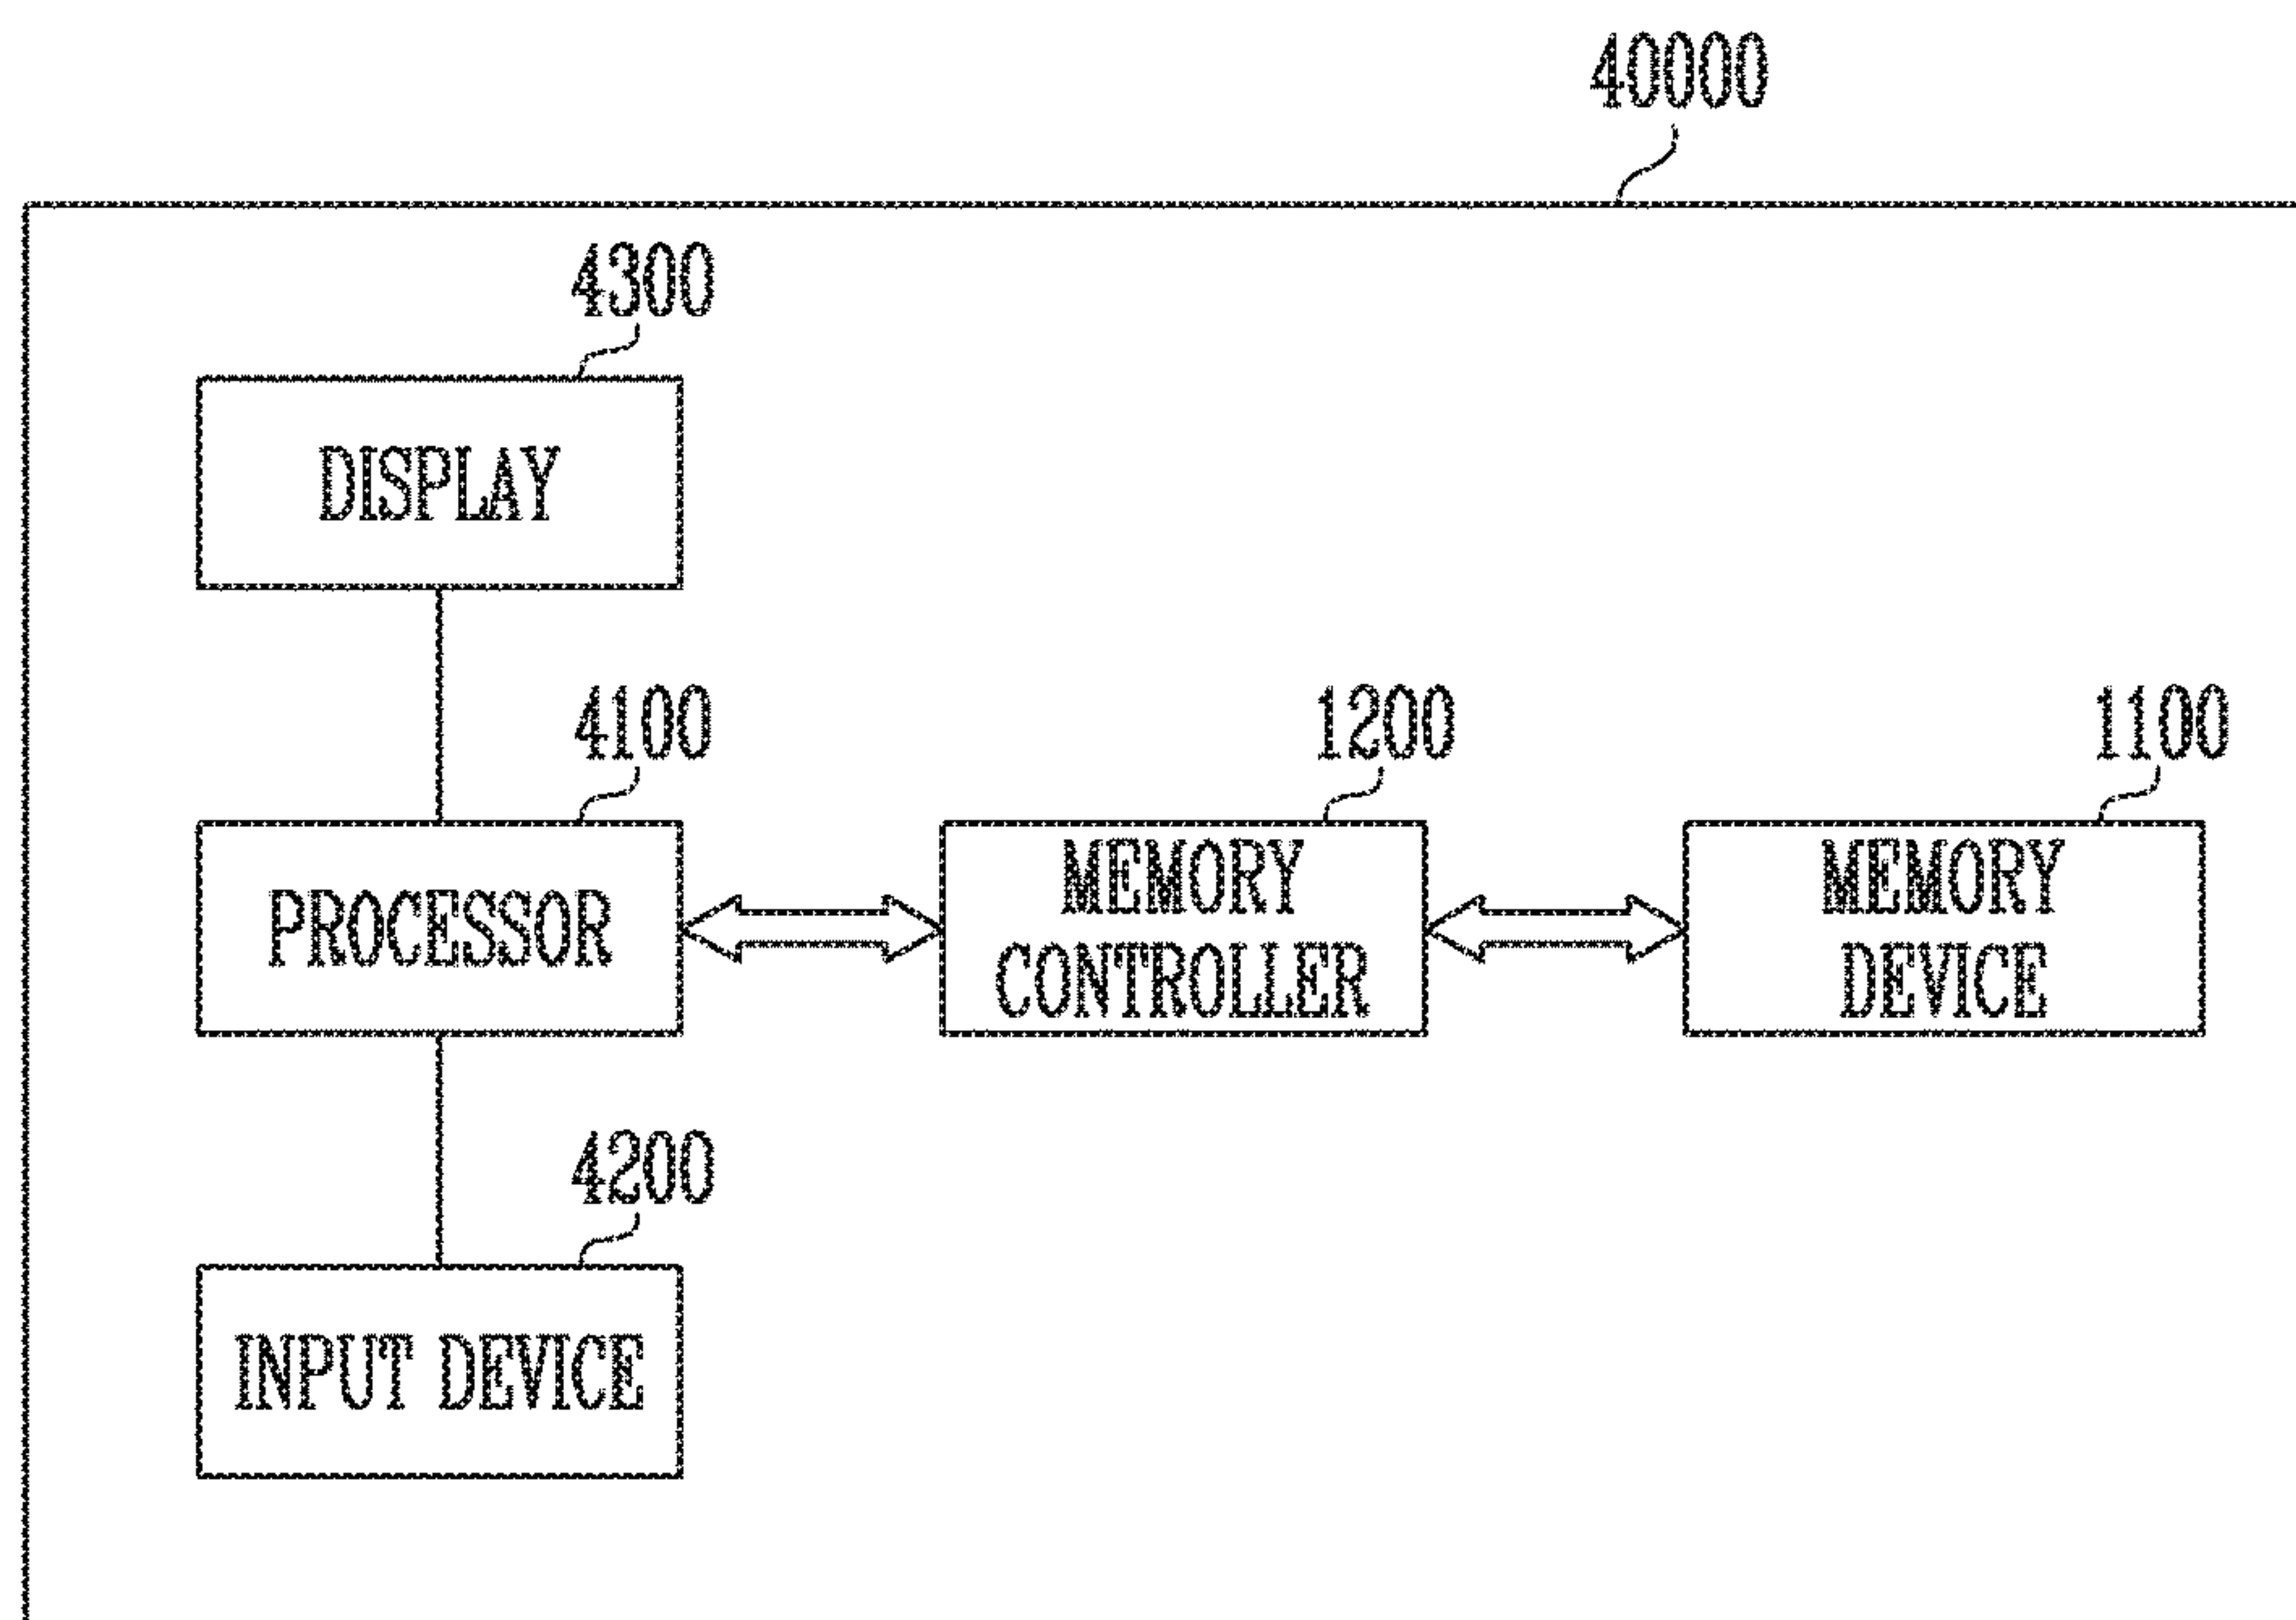 40000
4300
DISPLAY
4100
1200
1100
PROCESSOR
MEMORY
CONTROLLER
MEMORY
DEVICE
4200
INPUT DEVICE